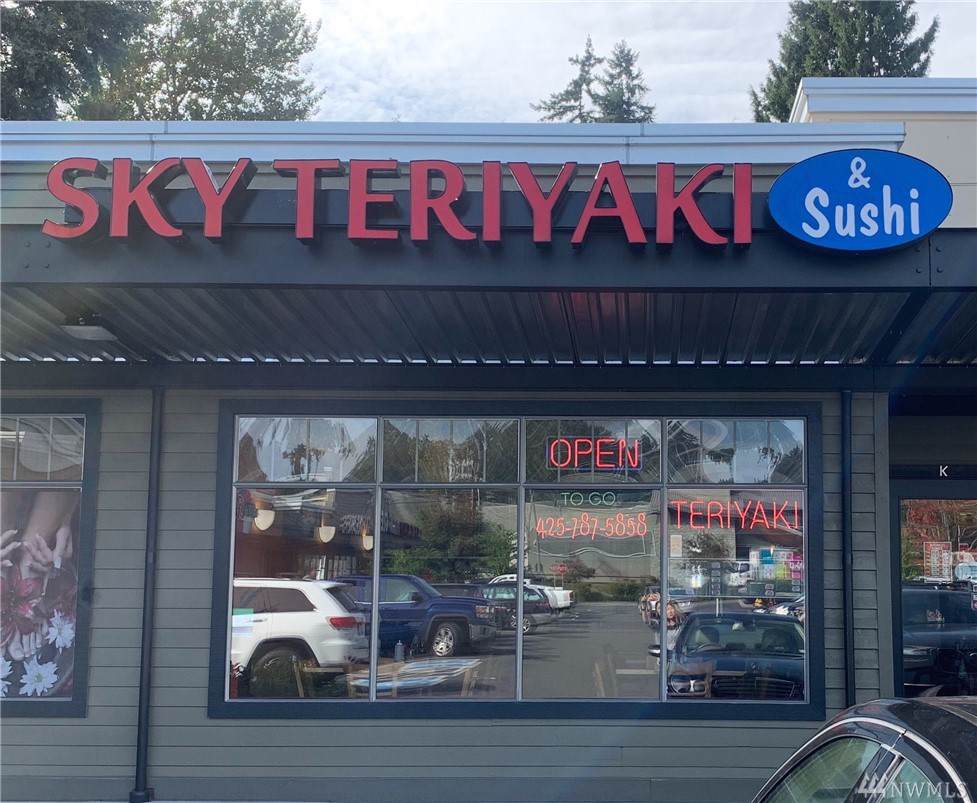 SKY TERIYAKI
&
Sushi
OPEN
TO GO
425-787-5858
TERIYAKI
K
NWMLS